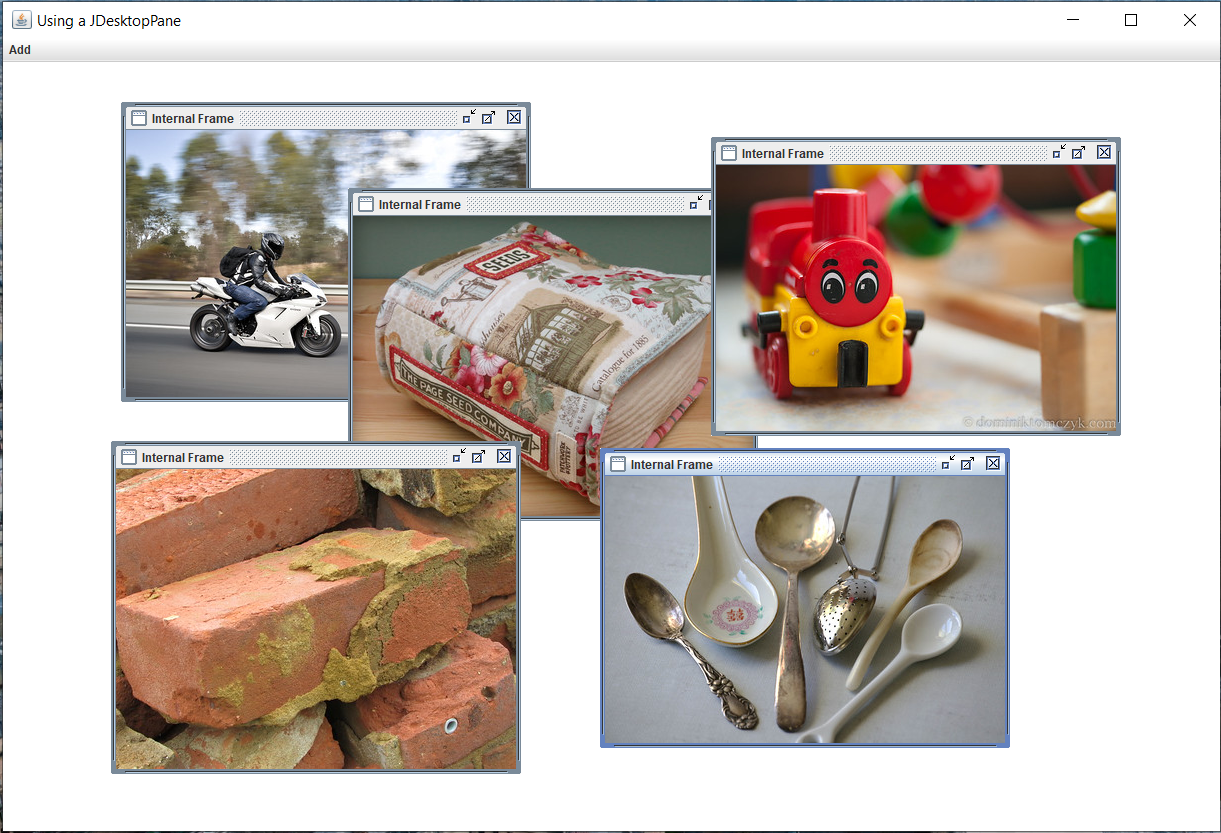 Using a JDesktopPane
Add
Internal Frame
Internal Frame
Internal Frame
SEEDS
Catalogue for 1885
THE PAGE SEED COMPANY
© dominiktomczyk.com
Internal Frame
Internal Frame